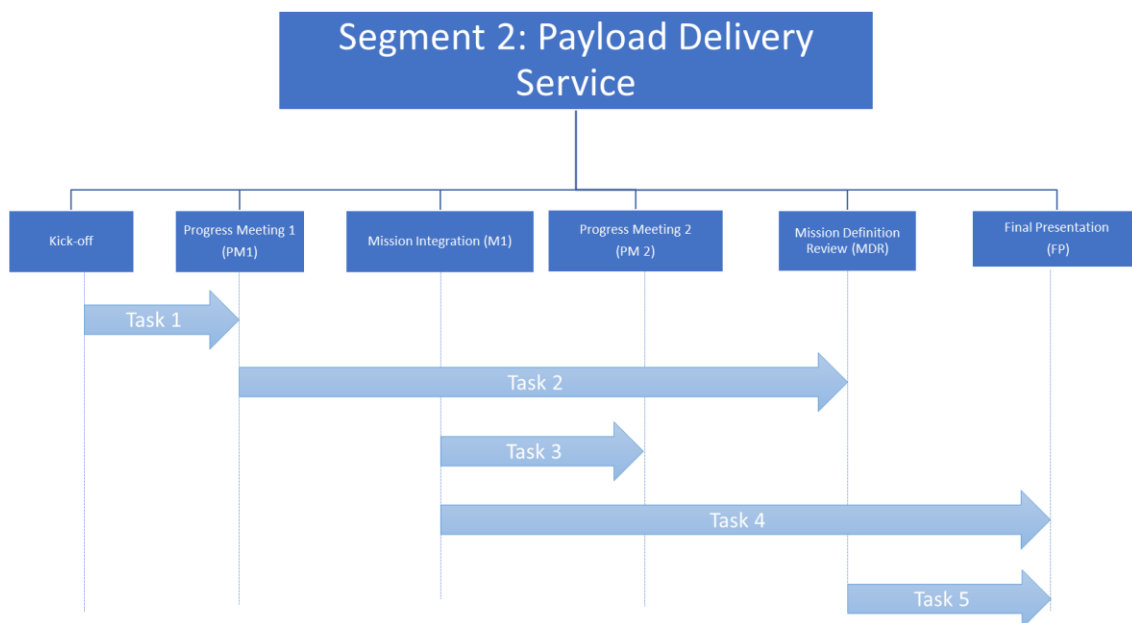 Segment 2: Payload Delivery
Service
Kick-off
Progress Meeting 1
(PM1)
Mission Integration (M1)
Progress Meeting 2
(PM 2)
Mission Definition
Review (MDR)
Final Presentation
(FP)
Task 1
Task 2
Task 3
Task 4
Task 5